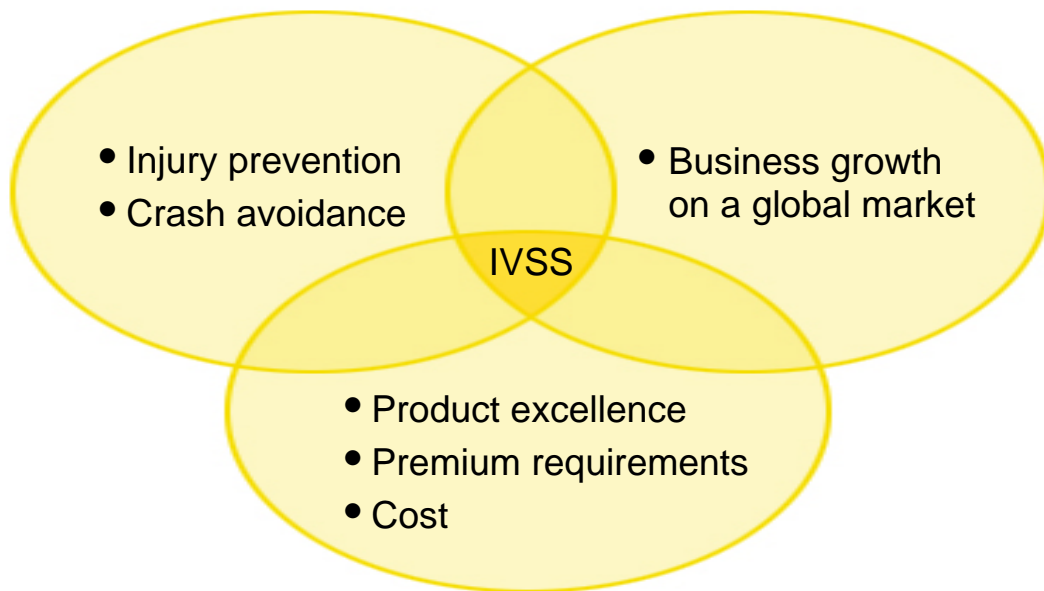 • Injury prevention
• Crash avoidance
• Business growth
on a global market
IVSS
• Product excellence
• Premium requirements
• Cost